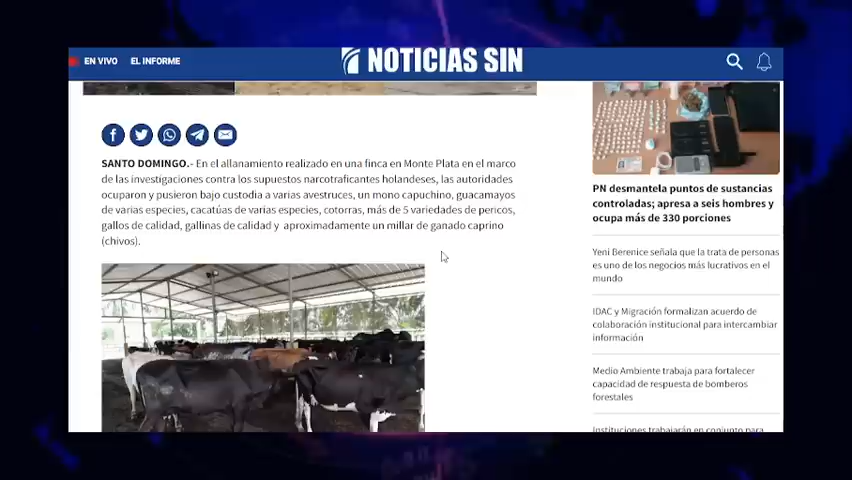 EN VIVO
EL INFORME
NOTICIAS SIN
SANTO DOMINGO.- En el allanamiento realizado en una finca en Monte Plata en el marco
de las investigaciones contra los supuestos narcotraficantes holandeses, las autoridades
ocuparon y pusieron bajo custodia a varias avestruces, un mono capuchino, guacamayos
de varias especies, cacatúas de varias especies, cotorras, más de 5 variedades de pericos,
gallos de calidad, gallinas de calidad y aproximadamente un millar de ganado caprino
(chivos).
PN desmantela puntos de sustancias
controladas; apresa a seis hombres y
ocupa más de 330 porciones
Yeni Berenice señala que la trata de personas
es uno de los negocios más lucrativos en el
mundo
IDAC y Migración formalizan acuerdo de
colaboración institucional para intercambiar
información
Medio Ambiente trabaja para fortalecer
capacidad de respuesta de bomberos
forestales
Instituciones trabajarán en conjunto para